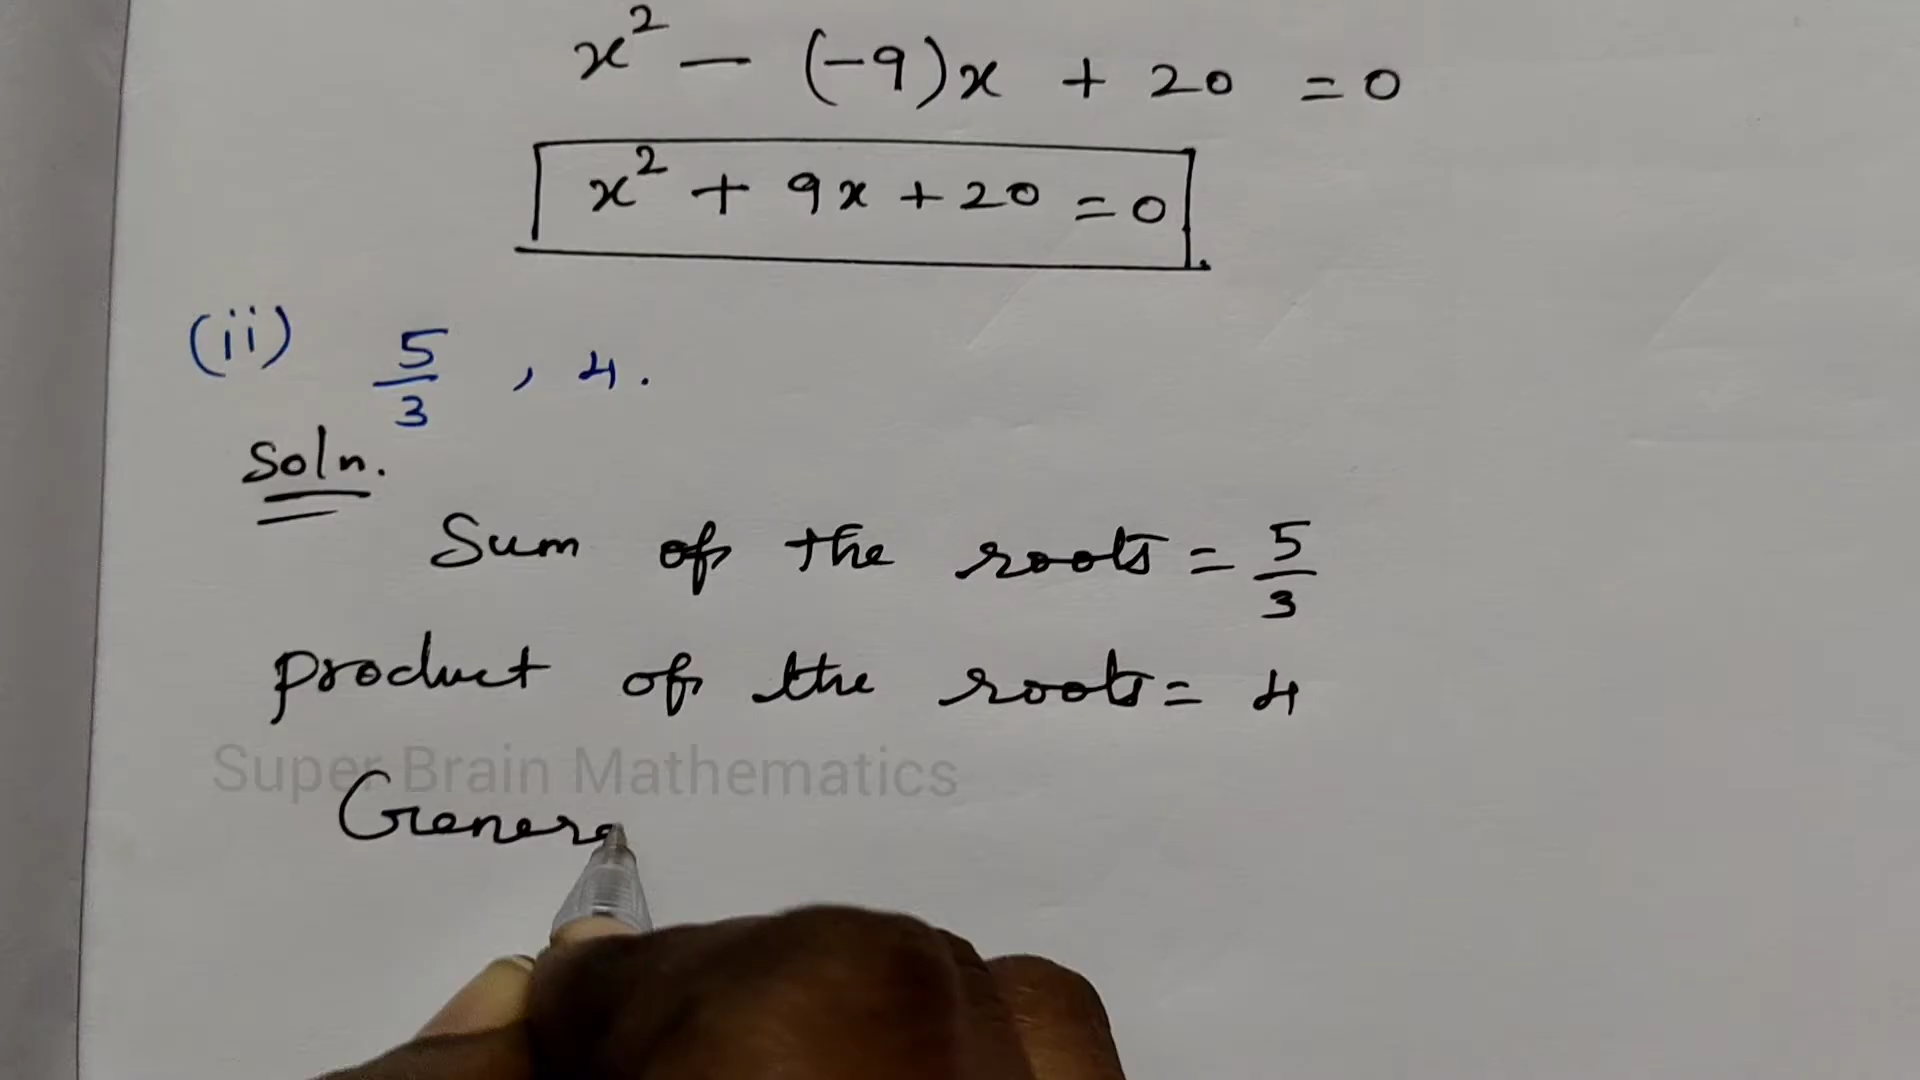 x² - (-9)x + 20 = 0
x² + 9x + 20 = 0
(ii) 5/3 , 4.
Soln.
Sum of the roots = 5/3
product of the roots = 4
Super Brain Mathematics
Genera